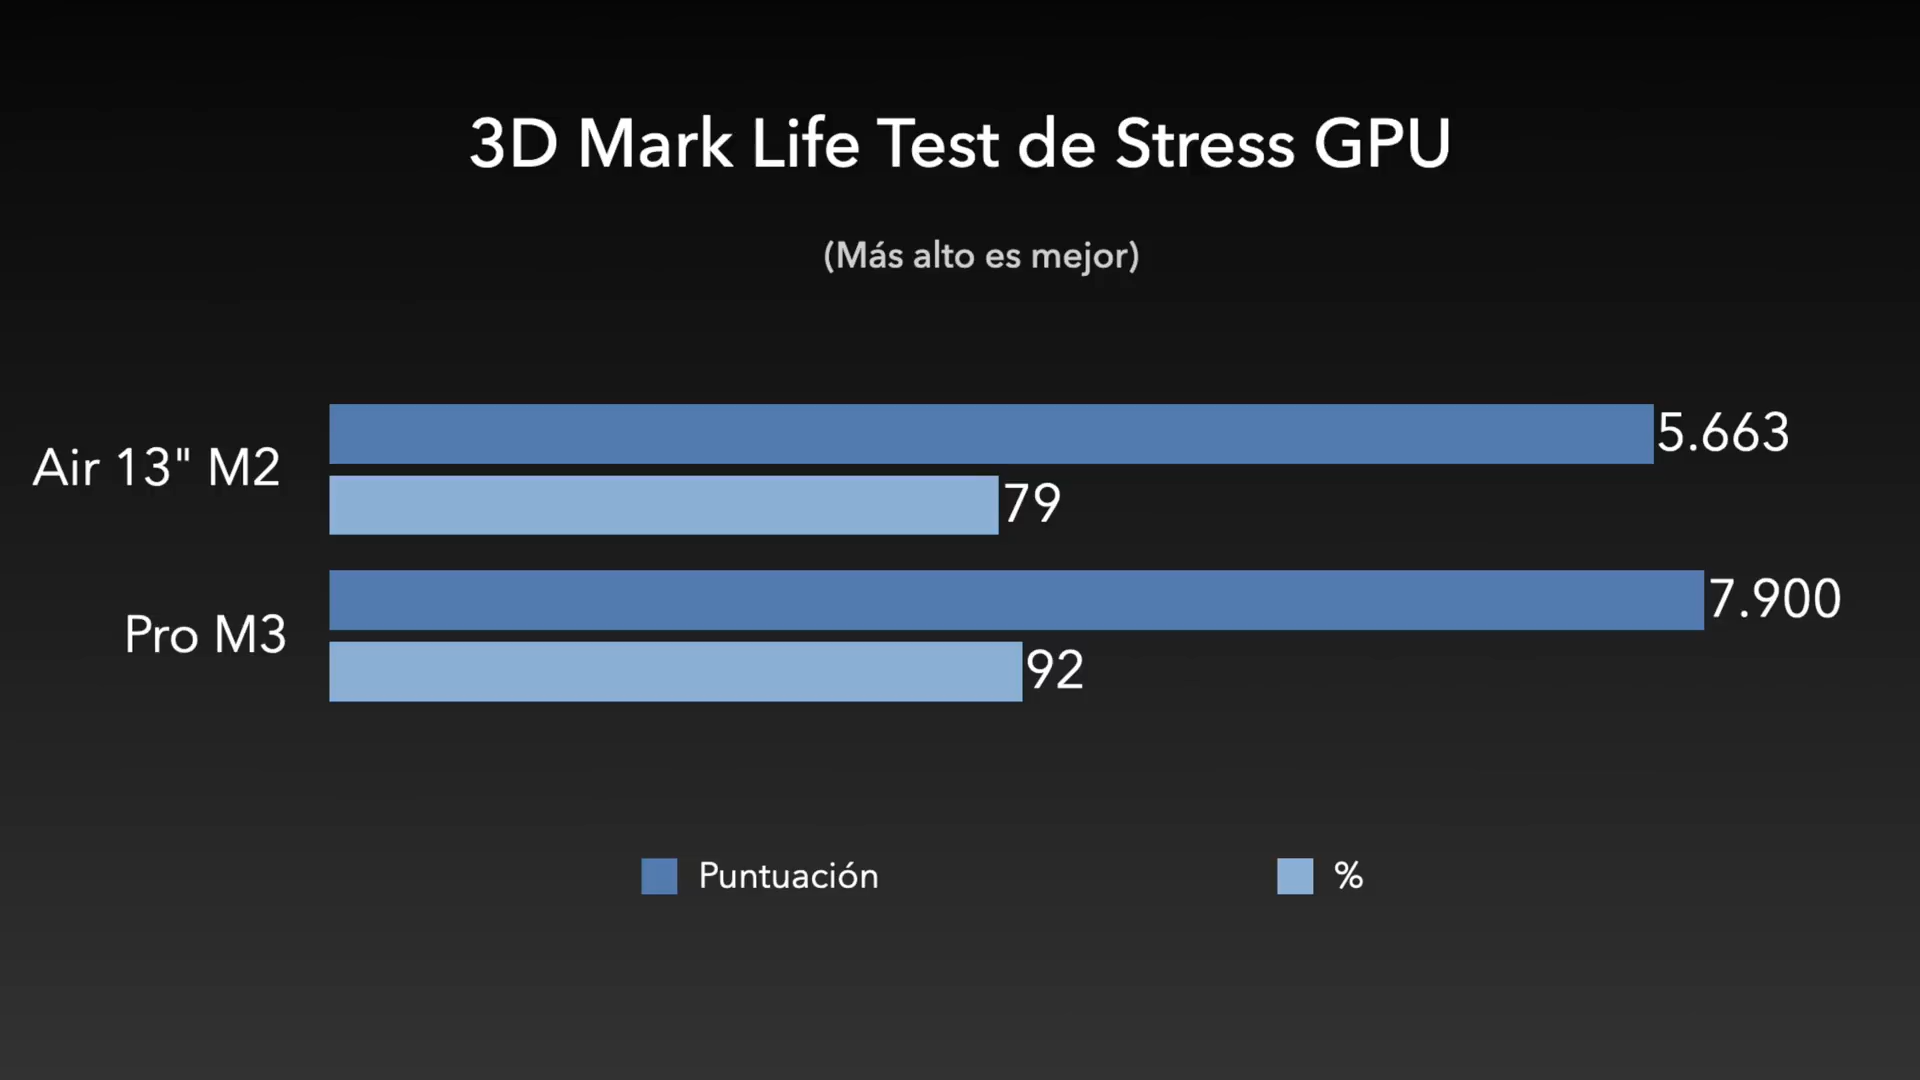 3D Mark Life Test de Stress GPU
(Más alto es mejor)
Air 13" M2
5.663
79
Pro M3
7.900
92
Puntuación
%